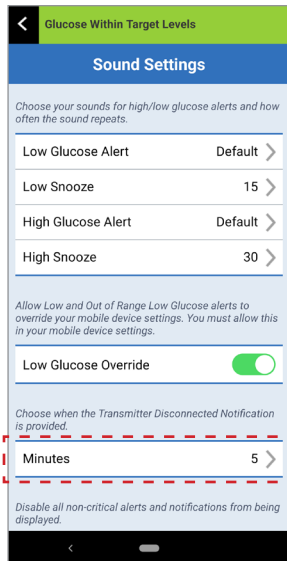 Glucose Within Target Levels
Sound Settings
Choose your sounds for high/low glucose alerts and how
often the sound repeats.
Low Glucose Alert Default
Low Snooze 15
High Glucose Alert Default
High Snooze 30
Allow Low and Out of Range Low Glucose alerts to
override your mobile device settings. You must allow this
in your mobile device settings.
Low Glucose Override
Choose when the Transmitter Disconnected Notification
is provided.
Minutes 5
Disable all non-critical alerts and notifications from being
displayed.